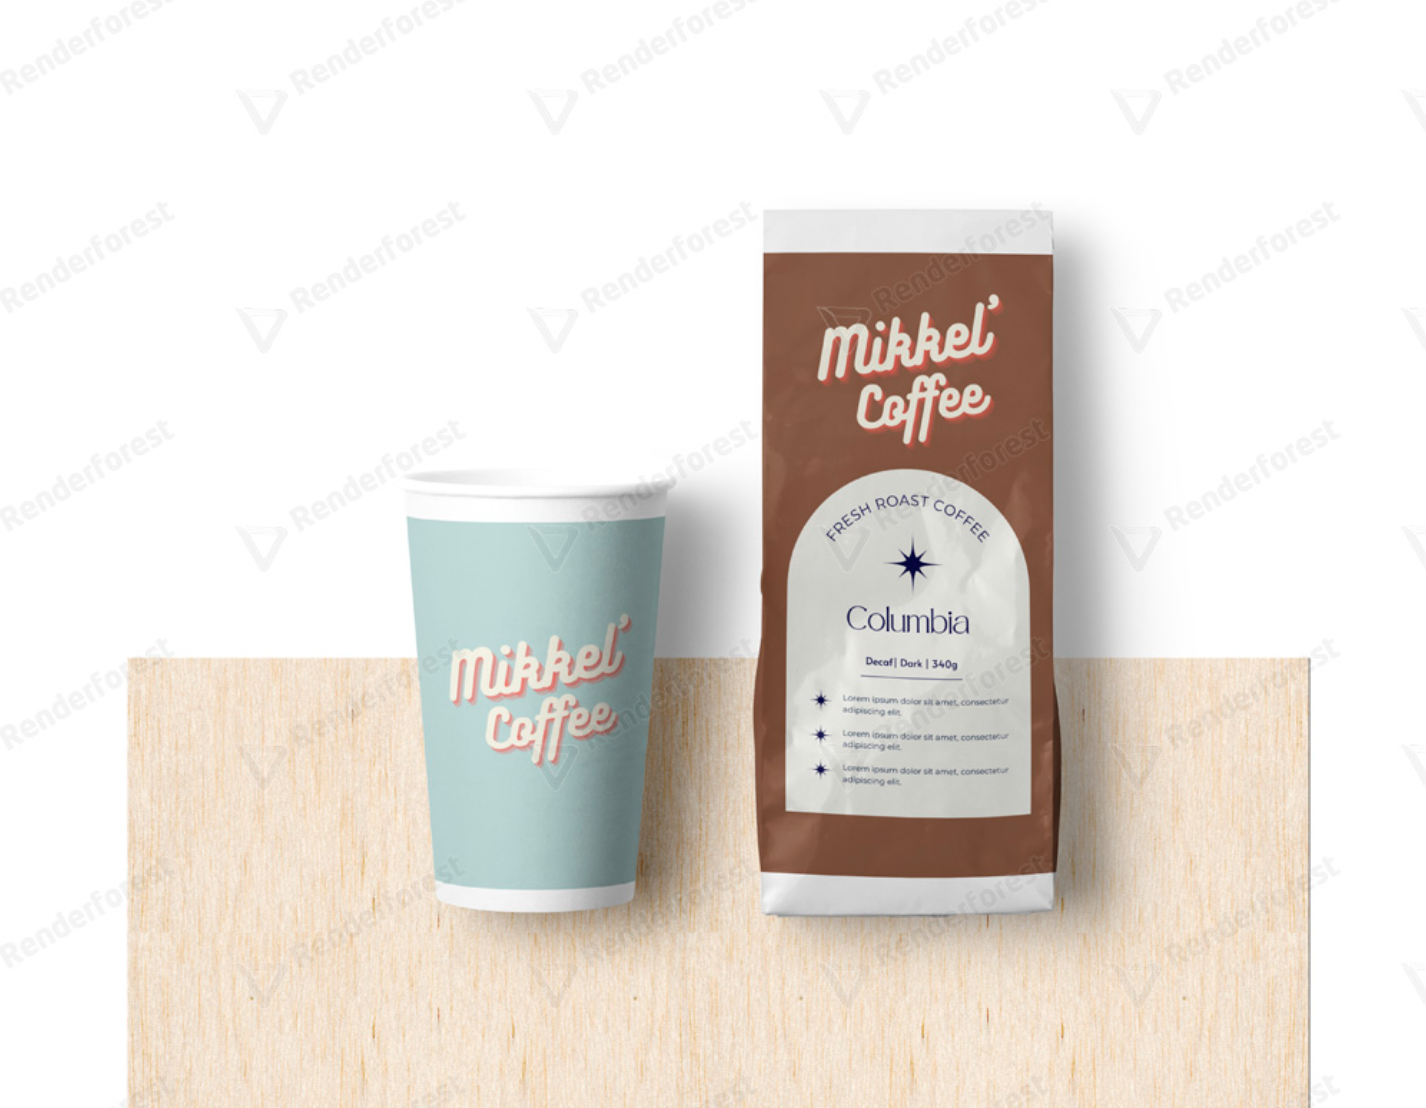 Mikkel’
Coffee
Mikkel’
Coffee
FRESH ROAST COFFEE
Columbia
Decaf| Dark | 340g
Lorem ipsum dolor sit amet, consectetur
adipiscing elit.
Lorem ipsum dolor sit amet, consectetur
adipiscing elit.
Lorem ipsum dolor sit amet, consectetur
adipiscing elit.
Renderforest